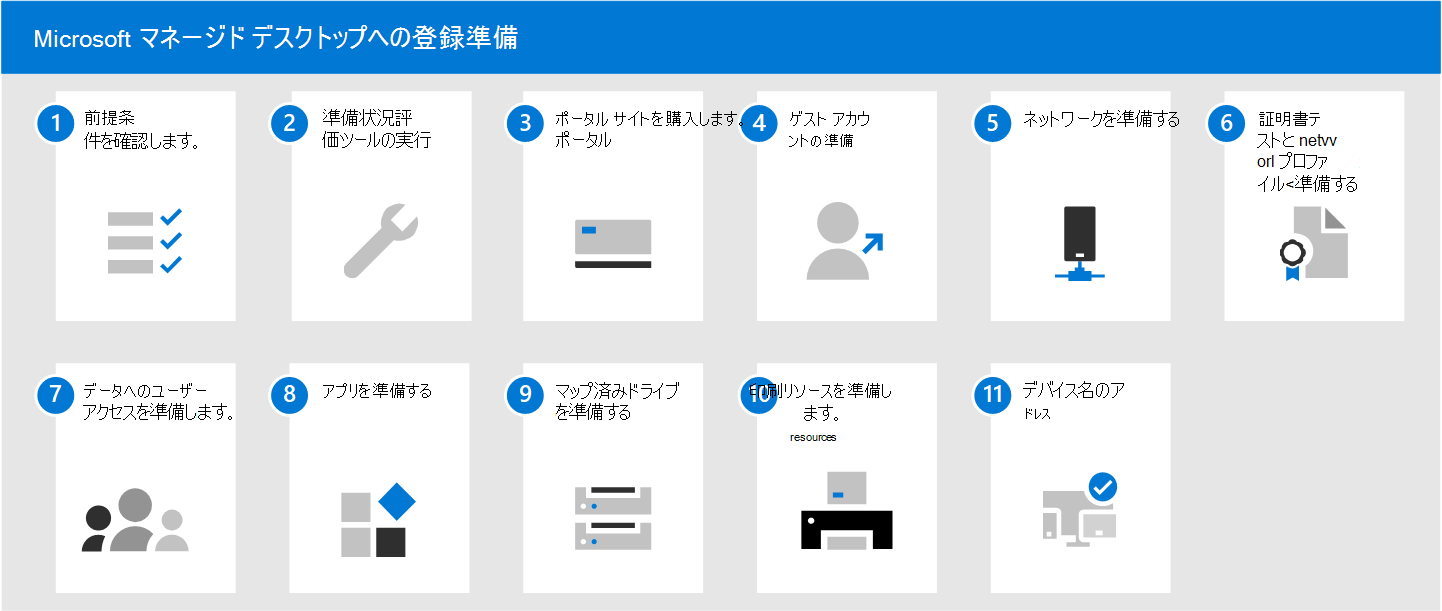 Microsoft マネージド デスクトップへの登録準備
1
前提条
件を確認します。
2
準備状況評
価ツールの実行
3
ポータル サイトを購入します。
ポータル
4
ゲスト アカウ
ントの準備
5
ネットワークを準備する
6
証明書テ
ストと netvv
orl プロファ
イル<準備する
7
データへのユーザー
アクセスを準備します。
8
アプリを準備する
9
マップ済みドライブ
を準備する
10
印刷リソースを準備し
ます。
resources
11
デバイス名のア
ドレス